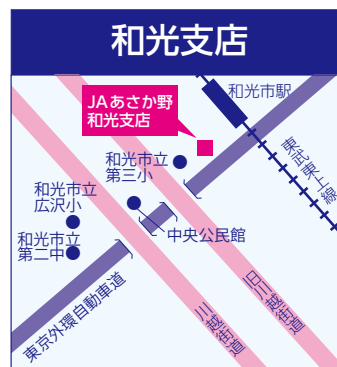 和光支店
和光市駅
JAあさか野
和光支店
東武東上線
和光市立
第三小
和光市立
広沢小
中央公民館
和光市立
第二中
東京外環自動車道
川越街道
旧川越街道